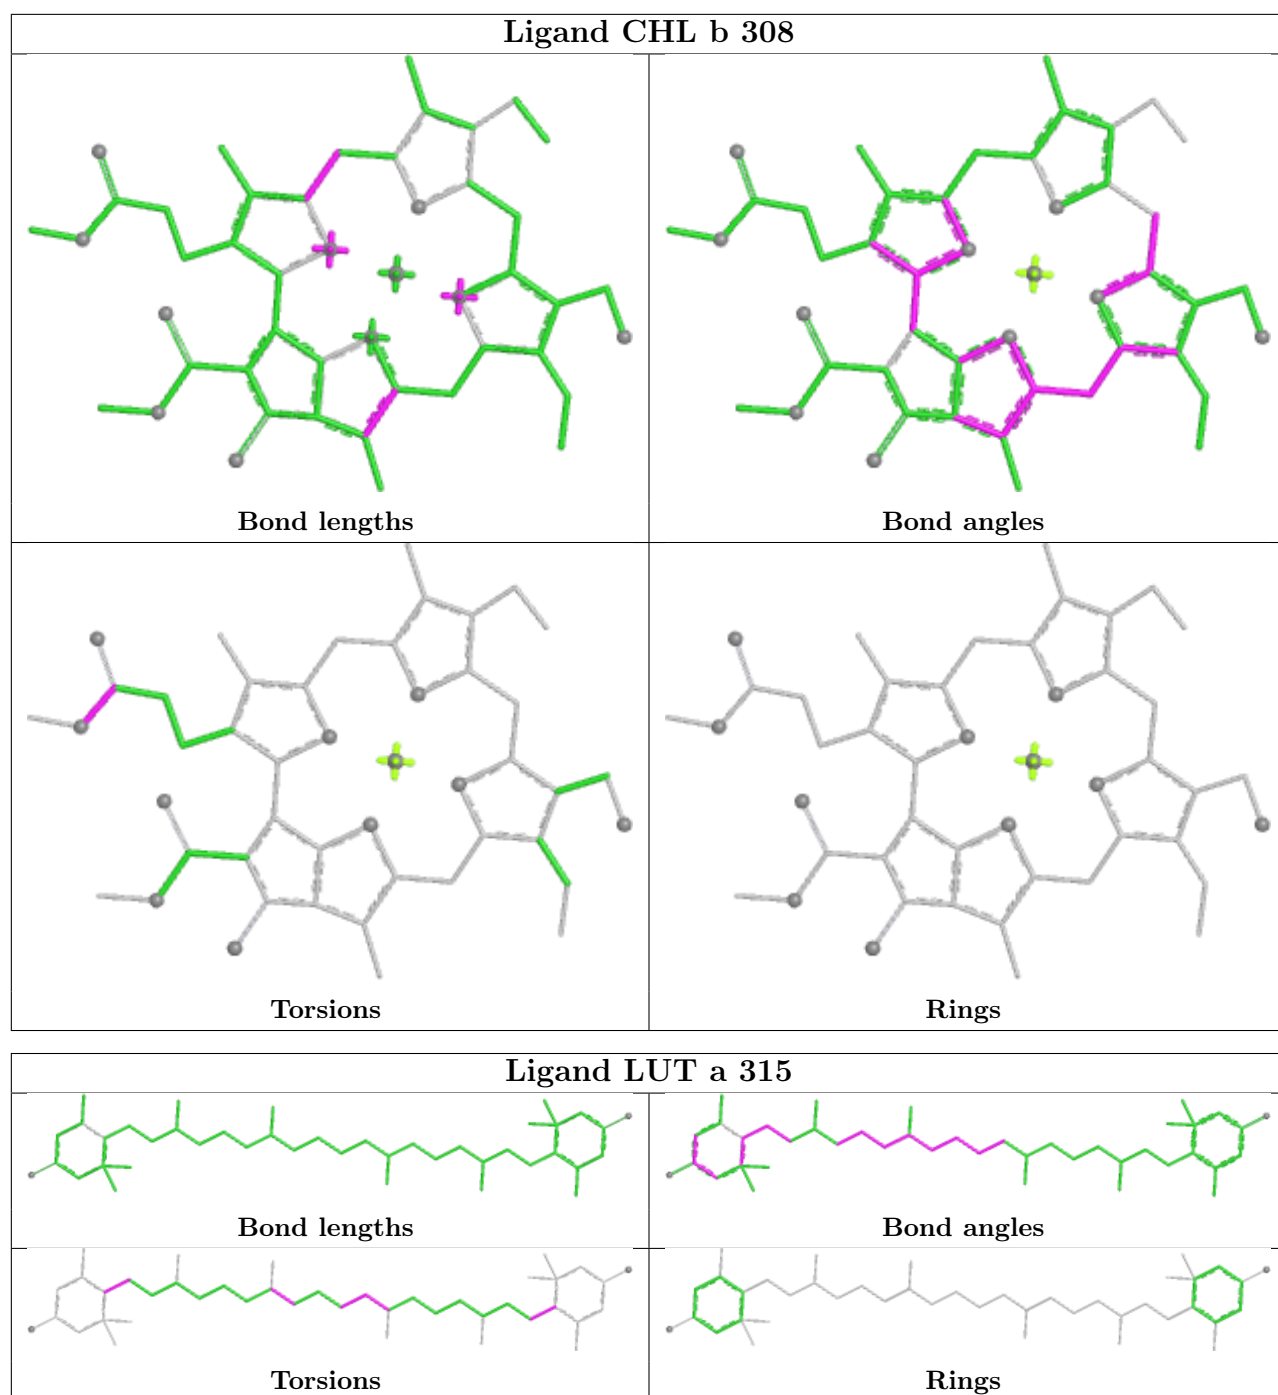 Ligand CHL b 308
Bond lengths
Bond angles
Torsions
Rings
Ligand LUT a 315
Bond lengths
Bond angles
Torsions
Rings